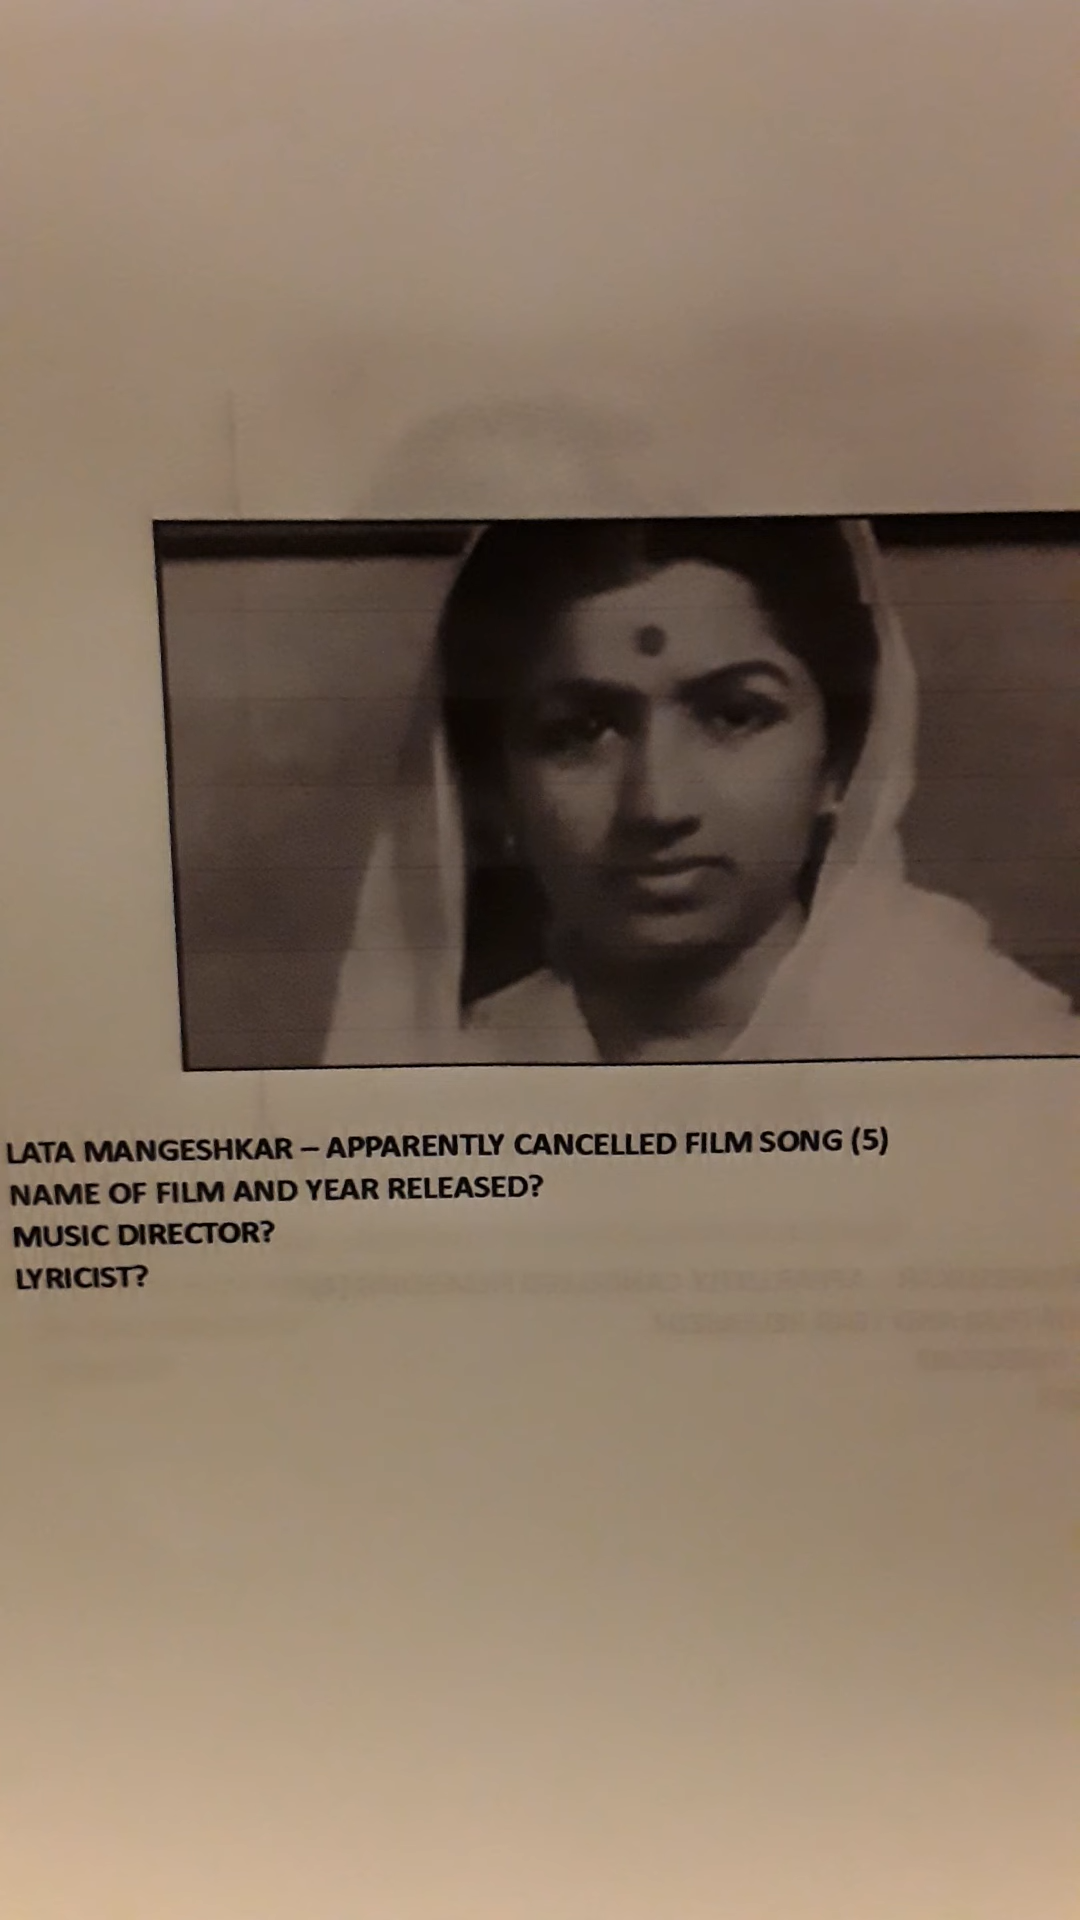 LATA MANGESHKAR – APPARENTLY CANCELLED FILM SONG (5)
NAME OF FILM AND YEAR RELEASED?
MUSIC DIRECTOR?
LYRICIST?